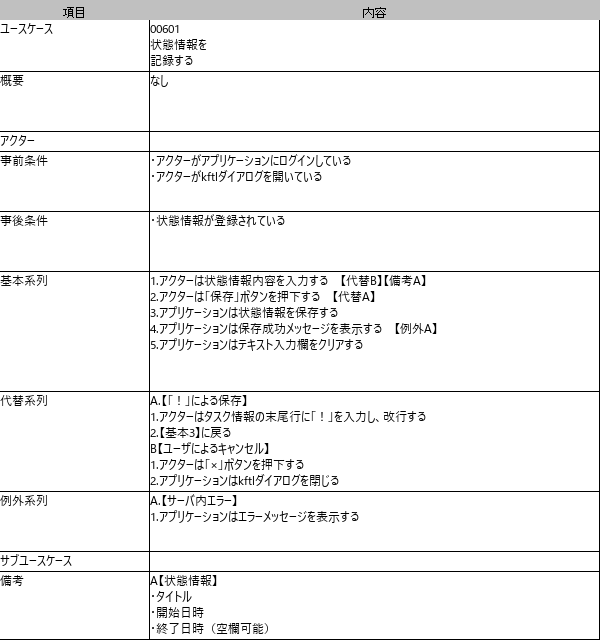 項目 内容
ユースケース 00601
状態情報を
記録する
概要 なし
アクター
事前条件 ・アクターがアプリケーションにログインしている
・アクターがkftlダイアログを開いている
事後条件 ・状態情報が登録されている
基本系列 1.アクターは状態情報内容を入力する　【代替B】【備考A】
2.アクターは「保存」ボタンを押下する　【代替A】
3.アプリケーションは状態情報を保存する
4.アプリケーションは保存成功メッセージを表示する　【例外A】
5.アプリケーションはテキスト入力欄をクリアする
代替系列 A.【「！」による保存】
1.アクターはタスク情報の末尾行に「！」を入力し、改行する
2.【基本3】に戻る
B【ユーザによるキャンセル】
1.アクターは「×」ボタンを押下する
2.アプリケーションはkftlダイアログを閉じる
例外系列 A.【サーバ内エラー】
1.アプリケーションはエラーメッセージを表示する
サブユースケース
備考 A【状態情報】
・タイトル
・開始日時
・終了日時（空欄可能）